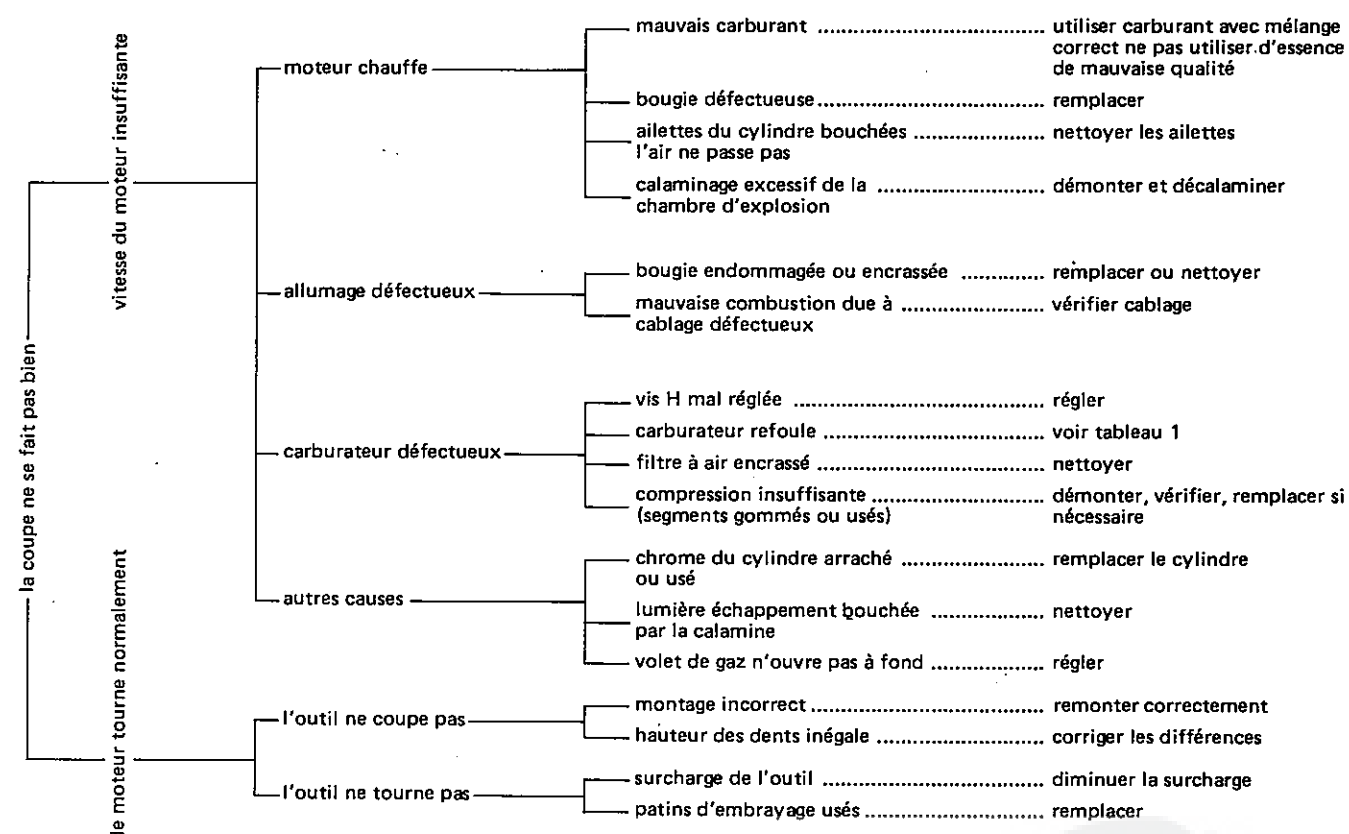 la coupe ne se fait pas bien
vitesse du moteur insuffisante
moteur chauffe
mauvais carburant ........ utiliser carburant avec mélange
correct ne pas utiliser d'essence
de mauvaise qualité
bougie défectueuse ........ remplacer
ailettes du cylindre bouchées ........ nettoyer les ailettes
l'air ne passe pas
calaminage excessif de la ........ démonter et décalaminer
chambre d'explosion
allumage défectueux
bougie endommagée ou encrassée ........ remplacer ou nettoyer
mauvaise combustion due à ........ vérifier cablage
cablage défectueux
carburateur défectueux
vis H mal réglée ........ régler
carburateur refoule ........ voir tableau 1
filtre à air encrassé ........ nettoyer
compression insuffisante ........ démonter, vérifier, remplacer si
(segments gommés ou usés) nécessaire
autres causes
chrome du cylindre arraché ........ remplacer le cylindre
ou usé
lumière échappement bouchée ........ nettoyer
par la calamine
volet de gaz n'ouvre pas à fond ........ régler
le moteur tourne normalement
l'outil ne coupe pas
montage incorrect ........ remonter correctement
hauteur des dents inégale ........ corriger les différences
l'outil ne tourne pas
surcharge de l'outil ........ diminuer la surcharge
patins d'embrayage usés ........ remplacer